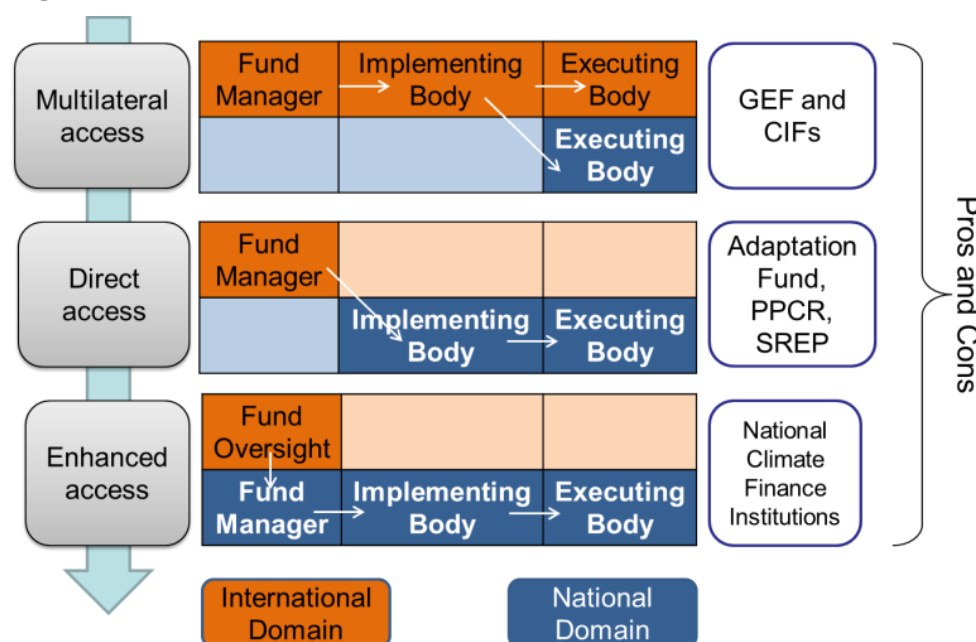 Multilateral
access
Fund
Manager
Implementing
Body
Executing
Body
Executing
Body
GEF and
CIFs
Direct
access
Fund
Manager
Implementing
Body
Executing
Body
Adaptation
Fund,
PPCR,
SREP
Enhanced
access
Fund
Oversight
Fund
Manager
Implementing
Body
Executing
Body
National
Climate
Finance
Institutions
Pros and Cons
International
Domain
National
Domain